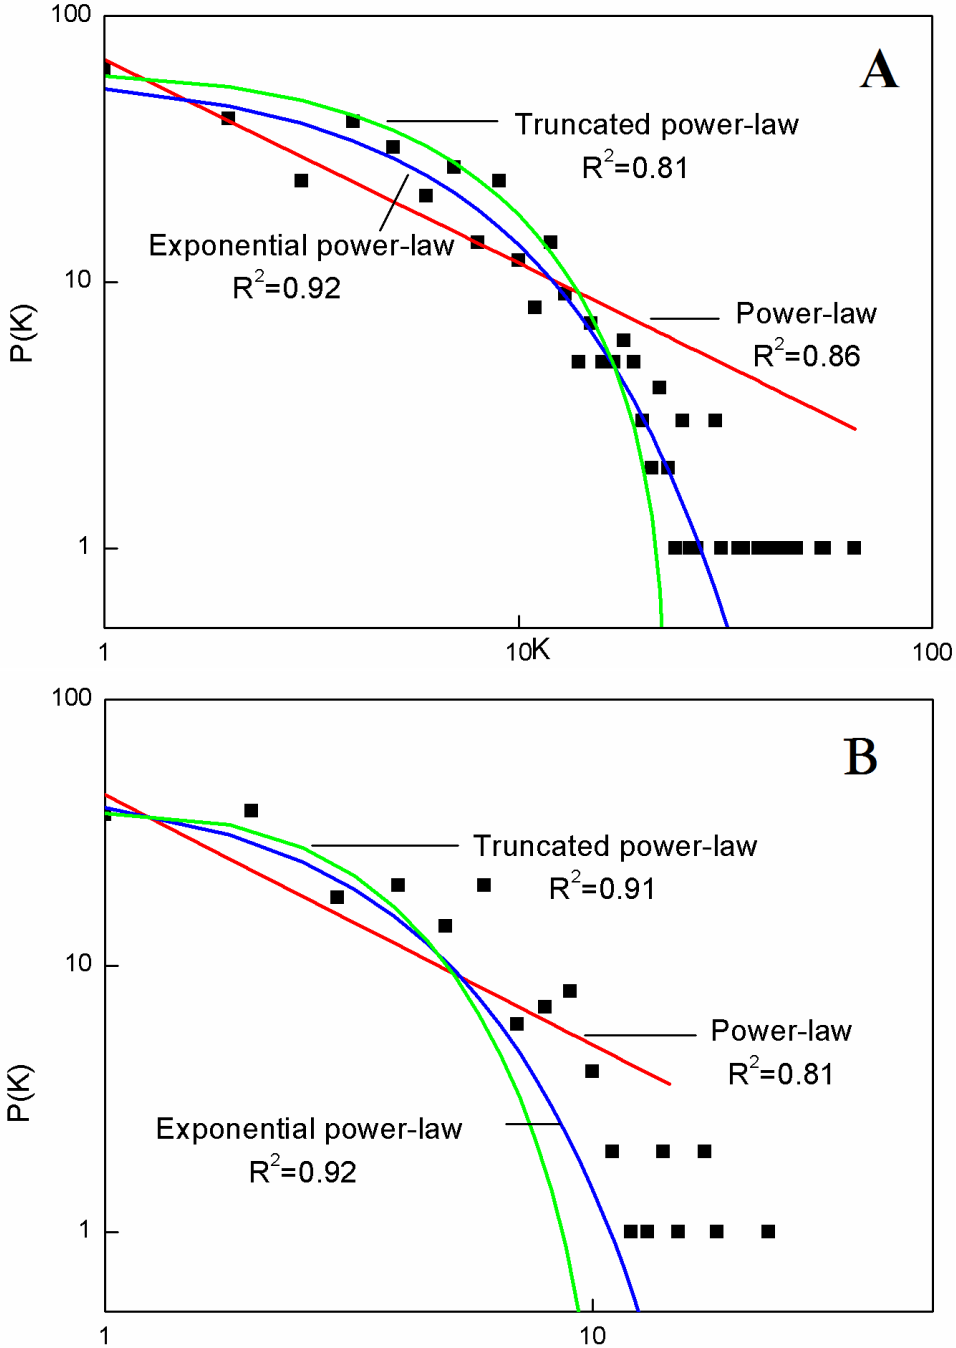 100
A
Truncated power-law
R²=0.81
Exponential power-law
R²=0.92
10
P(K)
Power-law
R²=0.86
1
1
10K
100
100
B
Truncated power-law
R²=0.91
10
Power-law
R²=0.81
P(K)
Exponential power-law
R²=0.92
1
1
10